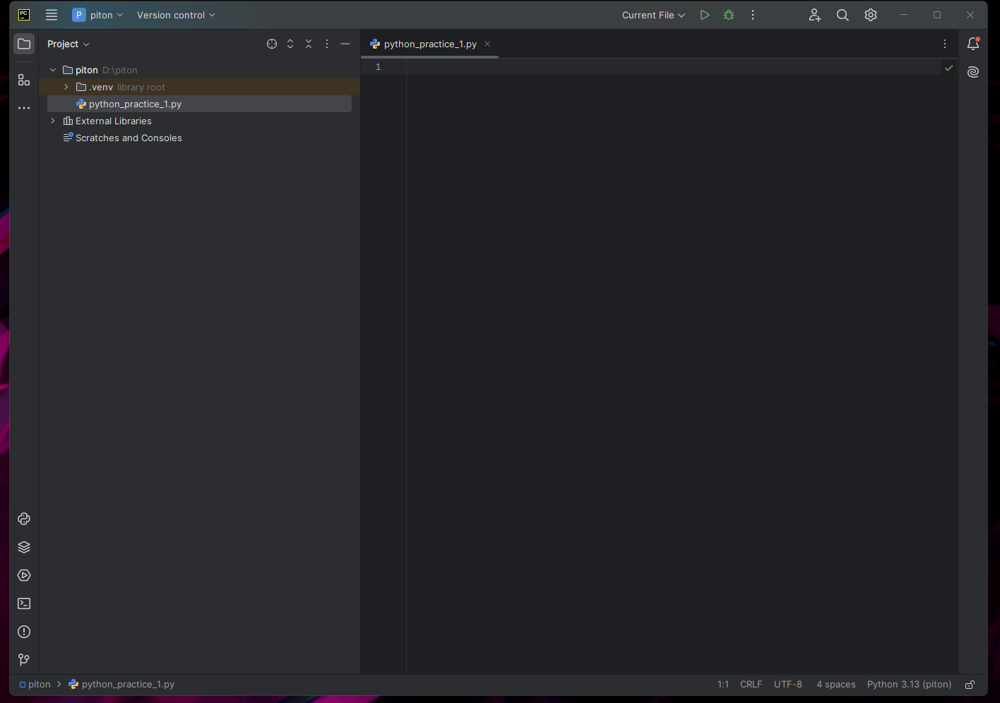 PC P piton Version control Current File
Project python_practice_1.py
1
piton D:\piton
.venv library root
python_practice_1.py
External Libraries
Scratches and Consoles
piton python_practice_1.py 1:1 CRLF UTF-8 4 spaces Python 3.13 (piton)